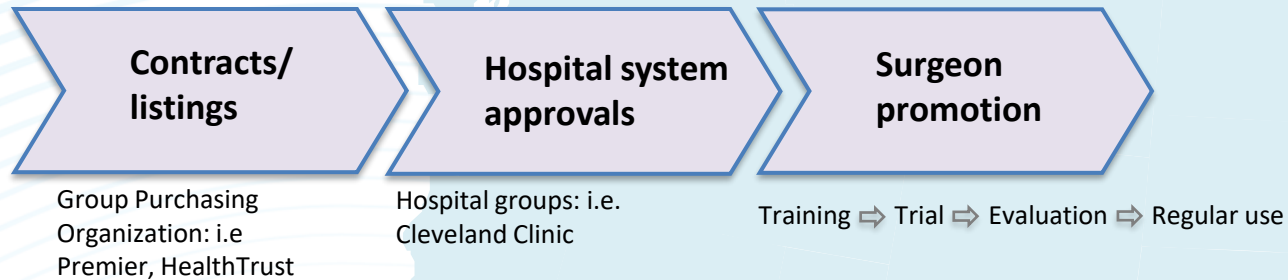 Contracts/
listings
Hospital system
approvals
Surgeon
promotion
Group Purchasing
Organization: i.e
Premier, HealthTrust
Hospital groups: i.e.
Cleveland Clinic
Training ⇨ Trial ⇨ Evaluation ⇨ Regular use